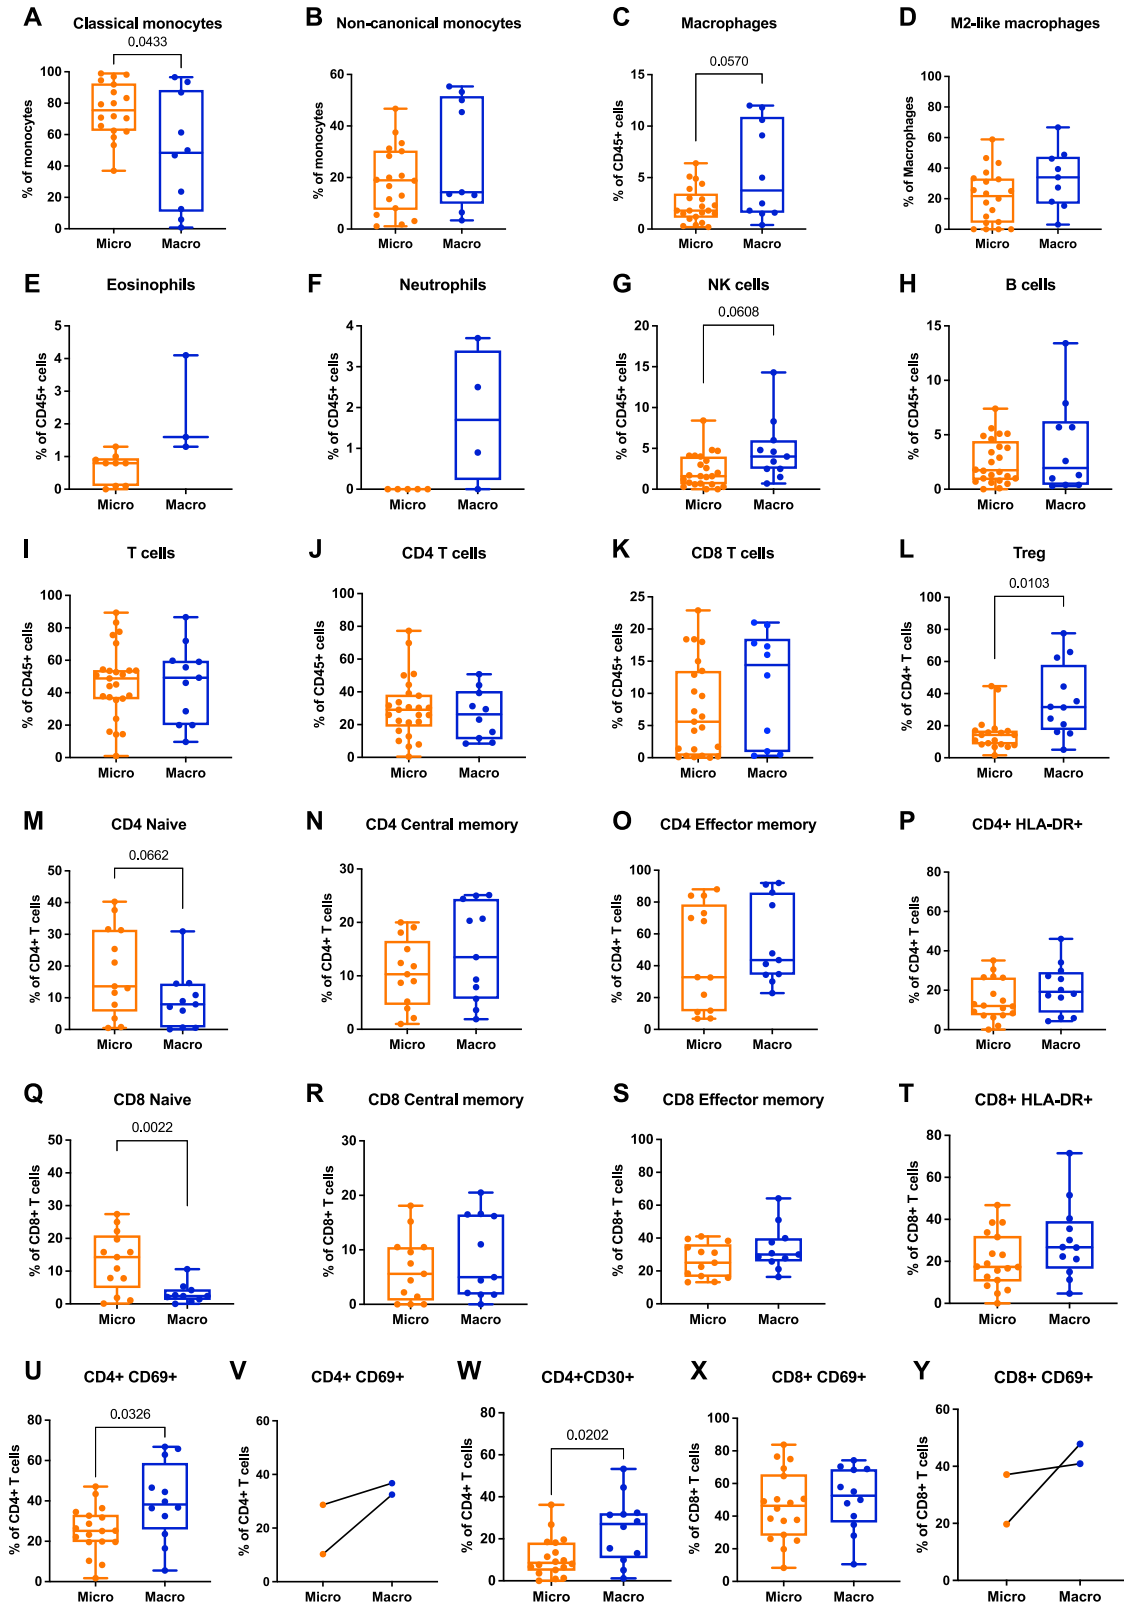 A Classical monocytes
0.0433
% of monocytes
100
80
60
40
20
0
Micro Macro
B Non-canonical monocytes
% of monocytes
60
40
20
0
Micro Macro
C Macrophages
0.0570
% of CD45+ cells
15
10
5
0
Micro Macro
D M2-like macrophages
% of Macrophages
100
80
60
40
20
0
Micro Macro
E Eosinophils
% of CD45+ cells
5
4
3
2
1
0
Micro Macro
F Neutrophils
% of CD45+ cells
4
3
2
1
0
Micro Macro
G NK cells
0.0608
% of CD45+ cells
20
15
10
5
0
Micro Macro
H B cells
% of CD45+ cells
15
10
5
0
Micro Macro
I T cells
% of CD45+ cells
100
80
60
40
20
0
Micro Macro
J CD4 T cells
% of CD45+ cells
100
80
60
40
20
0
Micro Macro
K CD8 T cells
% of CD45+ cells
25
20
15
10
5
0
Micro Macro
L Treg
0.0103
% of CD4+ T cells
100
80
60
40
20
0
Micro Macro
M CD4 Naive
0.0662
% of CD4+ T cells
50
40
30
20
10
0
Micro Macro
N CD4 Central memory
% of CD4+ T cells
30
20
10
0
Micro Macro
O CD4 Effector memory
% of CD4+ T cells
100
80
60
40
20
0
Micro Macro
P CD4+ HLA-DR+
% of CD4+ T cells
80
60
40
20
0
Micro Macro
Q CD8 Naive
0.0022
% of CD8+ T cells
50
40
30
20
10
0
Micro Macro
R CD8 Central memory
% of CD8+ T cells
30
20
10
0
Micro Macro
S CD8 Effector memory
% of CD8+ T cells
100
80
60
40
20
0
Micro Macro
T CD8+ HLA-DR+
% of CD8+ T cells
80
60
40
20
0
Micro Macro
U CD4+ CD69+
0.0326
% of CD4+ T cells
80
60
40
20
0
Micro Macro
V CD4+ CD69+
% of CD4+ T cells
60
40
20
0
Micro Macro
W CD4+CD30+
0.0202
% of CD4+ T cells
80
60
40
20
0
Micro Macro
X CD8+ CD69+
% of CD8+ T cells
100
80
60
40
20
0
Micro Macro
Y CD8+ CD69+
% of CD8+ T cells
60
40
20
0
Micro Macro